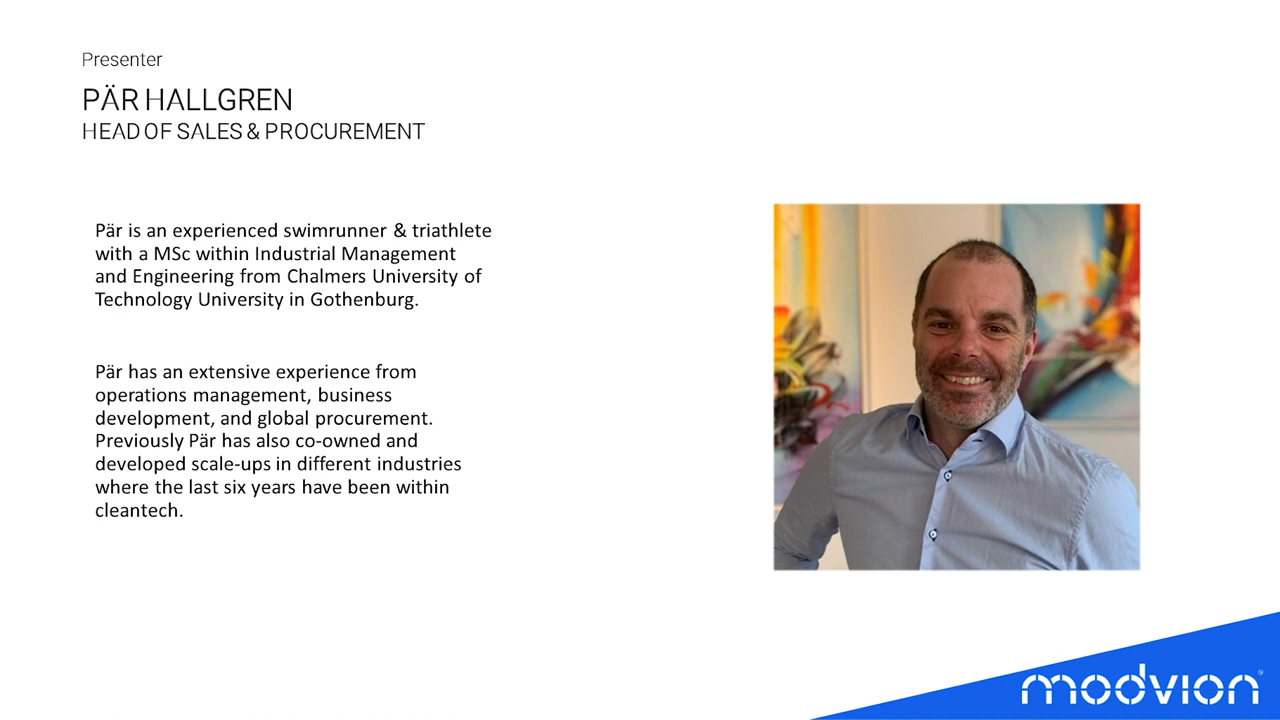 Presenter
PÄR HALLGREN
HEAD OF SALES & PROCUREMENT
Pär is an experienced swimrunner & triathlete
with a MSc within Industrial Management
and Engineering from Chalmers University of
Technology University in Gothenburg.
Pär has an extensive experience from
operations management, business
development, and global procurement.
Previously Pär has also co-owned and
developed scale-ups in different industries
where the last six years have been within
cleantech.
modvion